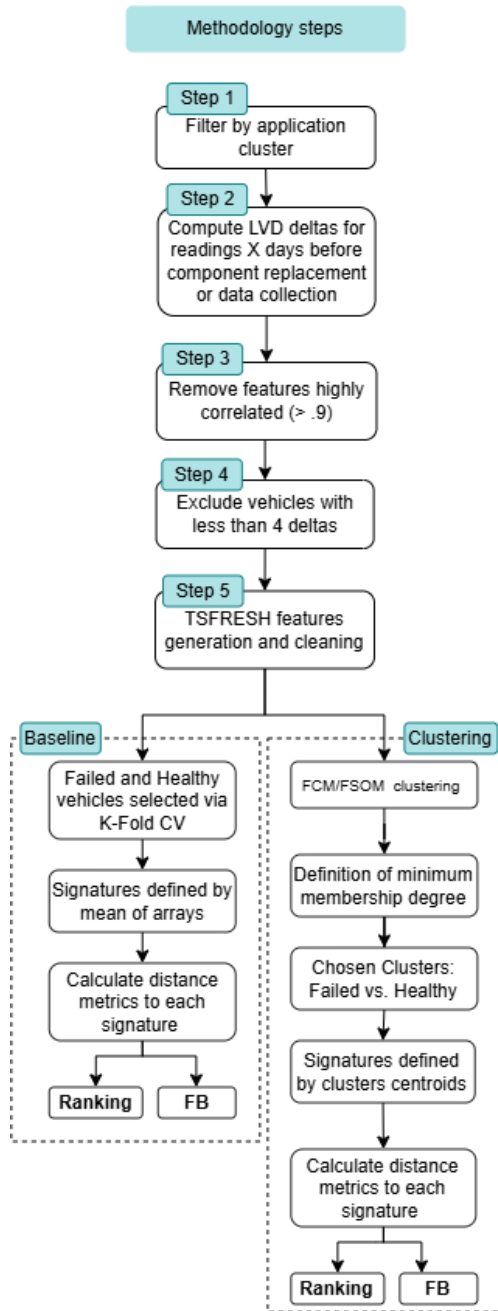 Methodology steps
Step 1
Filter by application
cluster
Step 2
Compute LVD deltas for
readings X days before
component replacement
or data collection
Step 3
Remove features highly
correlated (> .9)
Step 4
Exclude vehicles with
less than 4 deltas
Step 5
TSFRESH features
generation and cleaning
Baseline
Failed and Healthy
vehicles selected via
K-Fold CV
Signatures defined by
mean of arrays
Calculate distance
metrics to each
signature
Ranking
FB
Clustering
FCM/FSOM clustering
Definition of minimum
membership degree
Chosen Clusters:
Failed vs. Healthy
Signatures defined
by clusters centroids
Calculate distance
metrics to each
signature
Ranking
FB